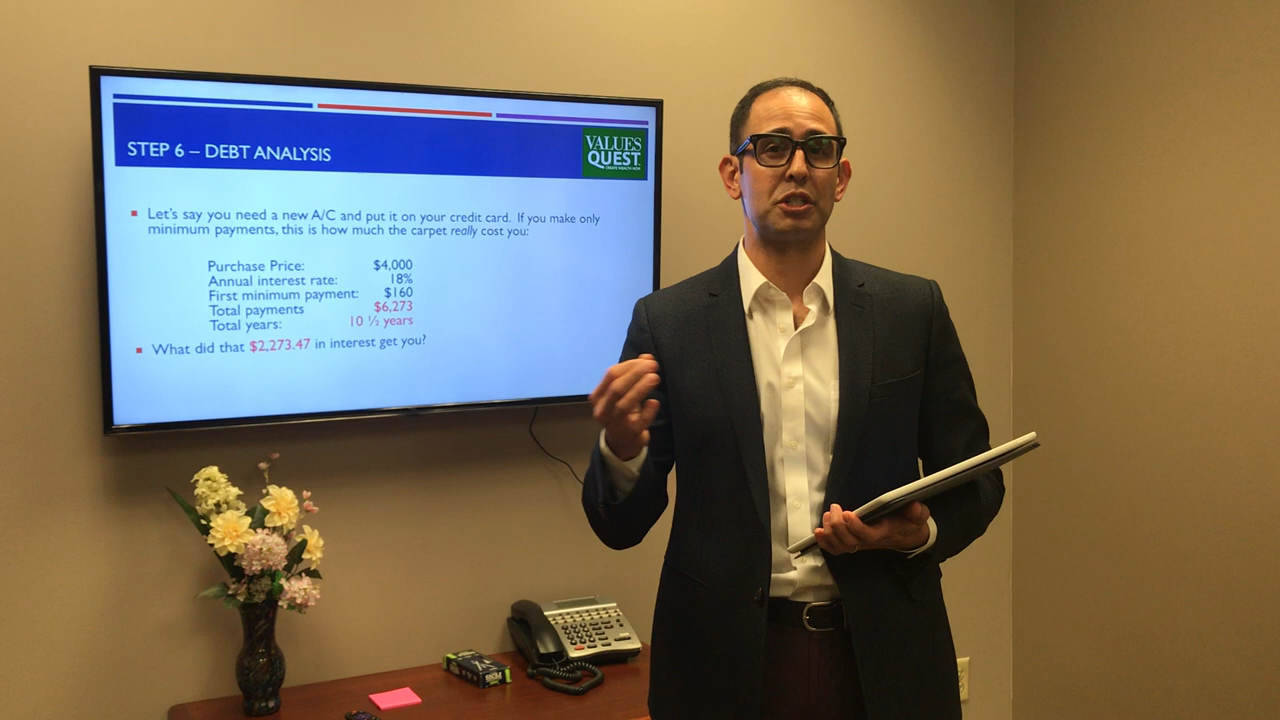 STEP 6 – DEBT ANALYSIS
VALUES
QUEST
CREATE WEALTH NOW
▪ Let's say you need a new A/C and put it on your credit card. If you make only
minimum payments, this is how much the carpet really cost you:
Purchase Price: $4,000
Annual interest rate: 18%
First minimum payment: $160
Total payments $6,273
Total years: 10 ½ years
▪ What did that $2,273.47 in interest get you?